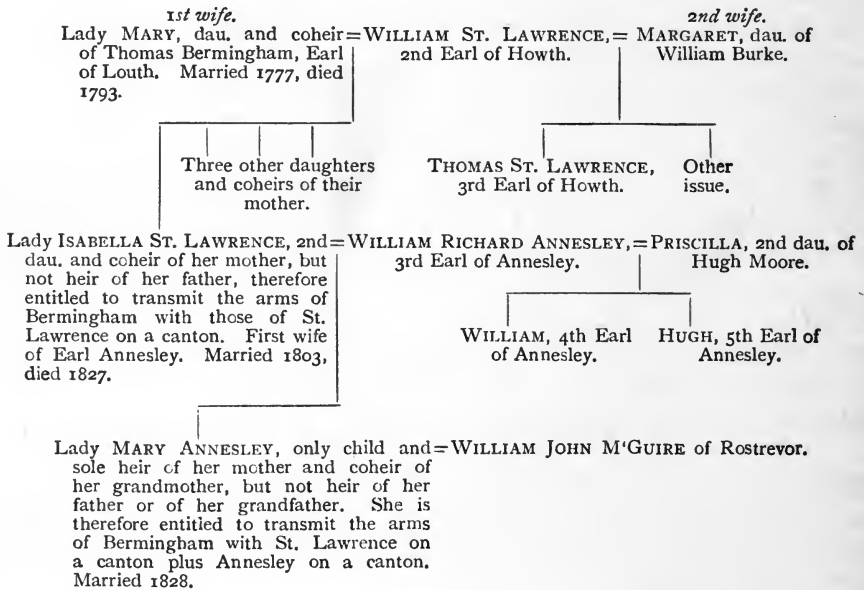 1st wife.
2nd wife.
Lady MARY, dau. and coheir=WILLIAM ST. LAWRENCE,= MARGARET, dau. of
of Thomas Bermingham, Earl
2nd Earl of Howth.
William Burke.
of Louth. Married 1777, died
1793.
Three other daughters
and coheirs of their
mother.
THOMAS ST. LAWRENCE,
3rd Earl of Howth.
Other
issue.
Lady ISABELLA ST. LAWRENCE, 2nd=WILLIAM RICHARD ANNESLEY,=PRISCILLA, 2nd dau. of
dau. and coheir of her mother, but
3rd Earl of Annesley.
Hugh Moore.
not heir of her father, therefore
entitled to transmit the arms of
Bermingham with those of St.
Lawrence on a canton. First wife
of Earl Annesley. Married 1803,
died 1827.
WILLIAM, 4th Earl
of Annesley.
HUGH, 5th Earl of
Annesley.
Lady MARY ANNESLEY, only child and=WILLIAM JOHN M'GUIRE of Rostrevor.
sole heir of her mother and coheir of
her grandmother, but not heir of her
father or of her grandfather. She is
therefore entitled to transmit the arms
of Bermingham with St. Lawrence on
a canton plus Annesley on a canton.
Married 1828.